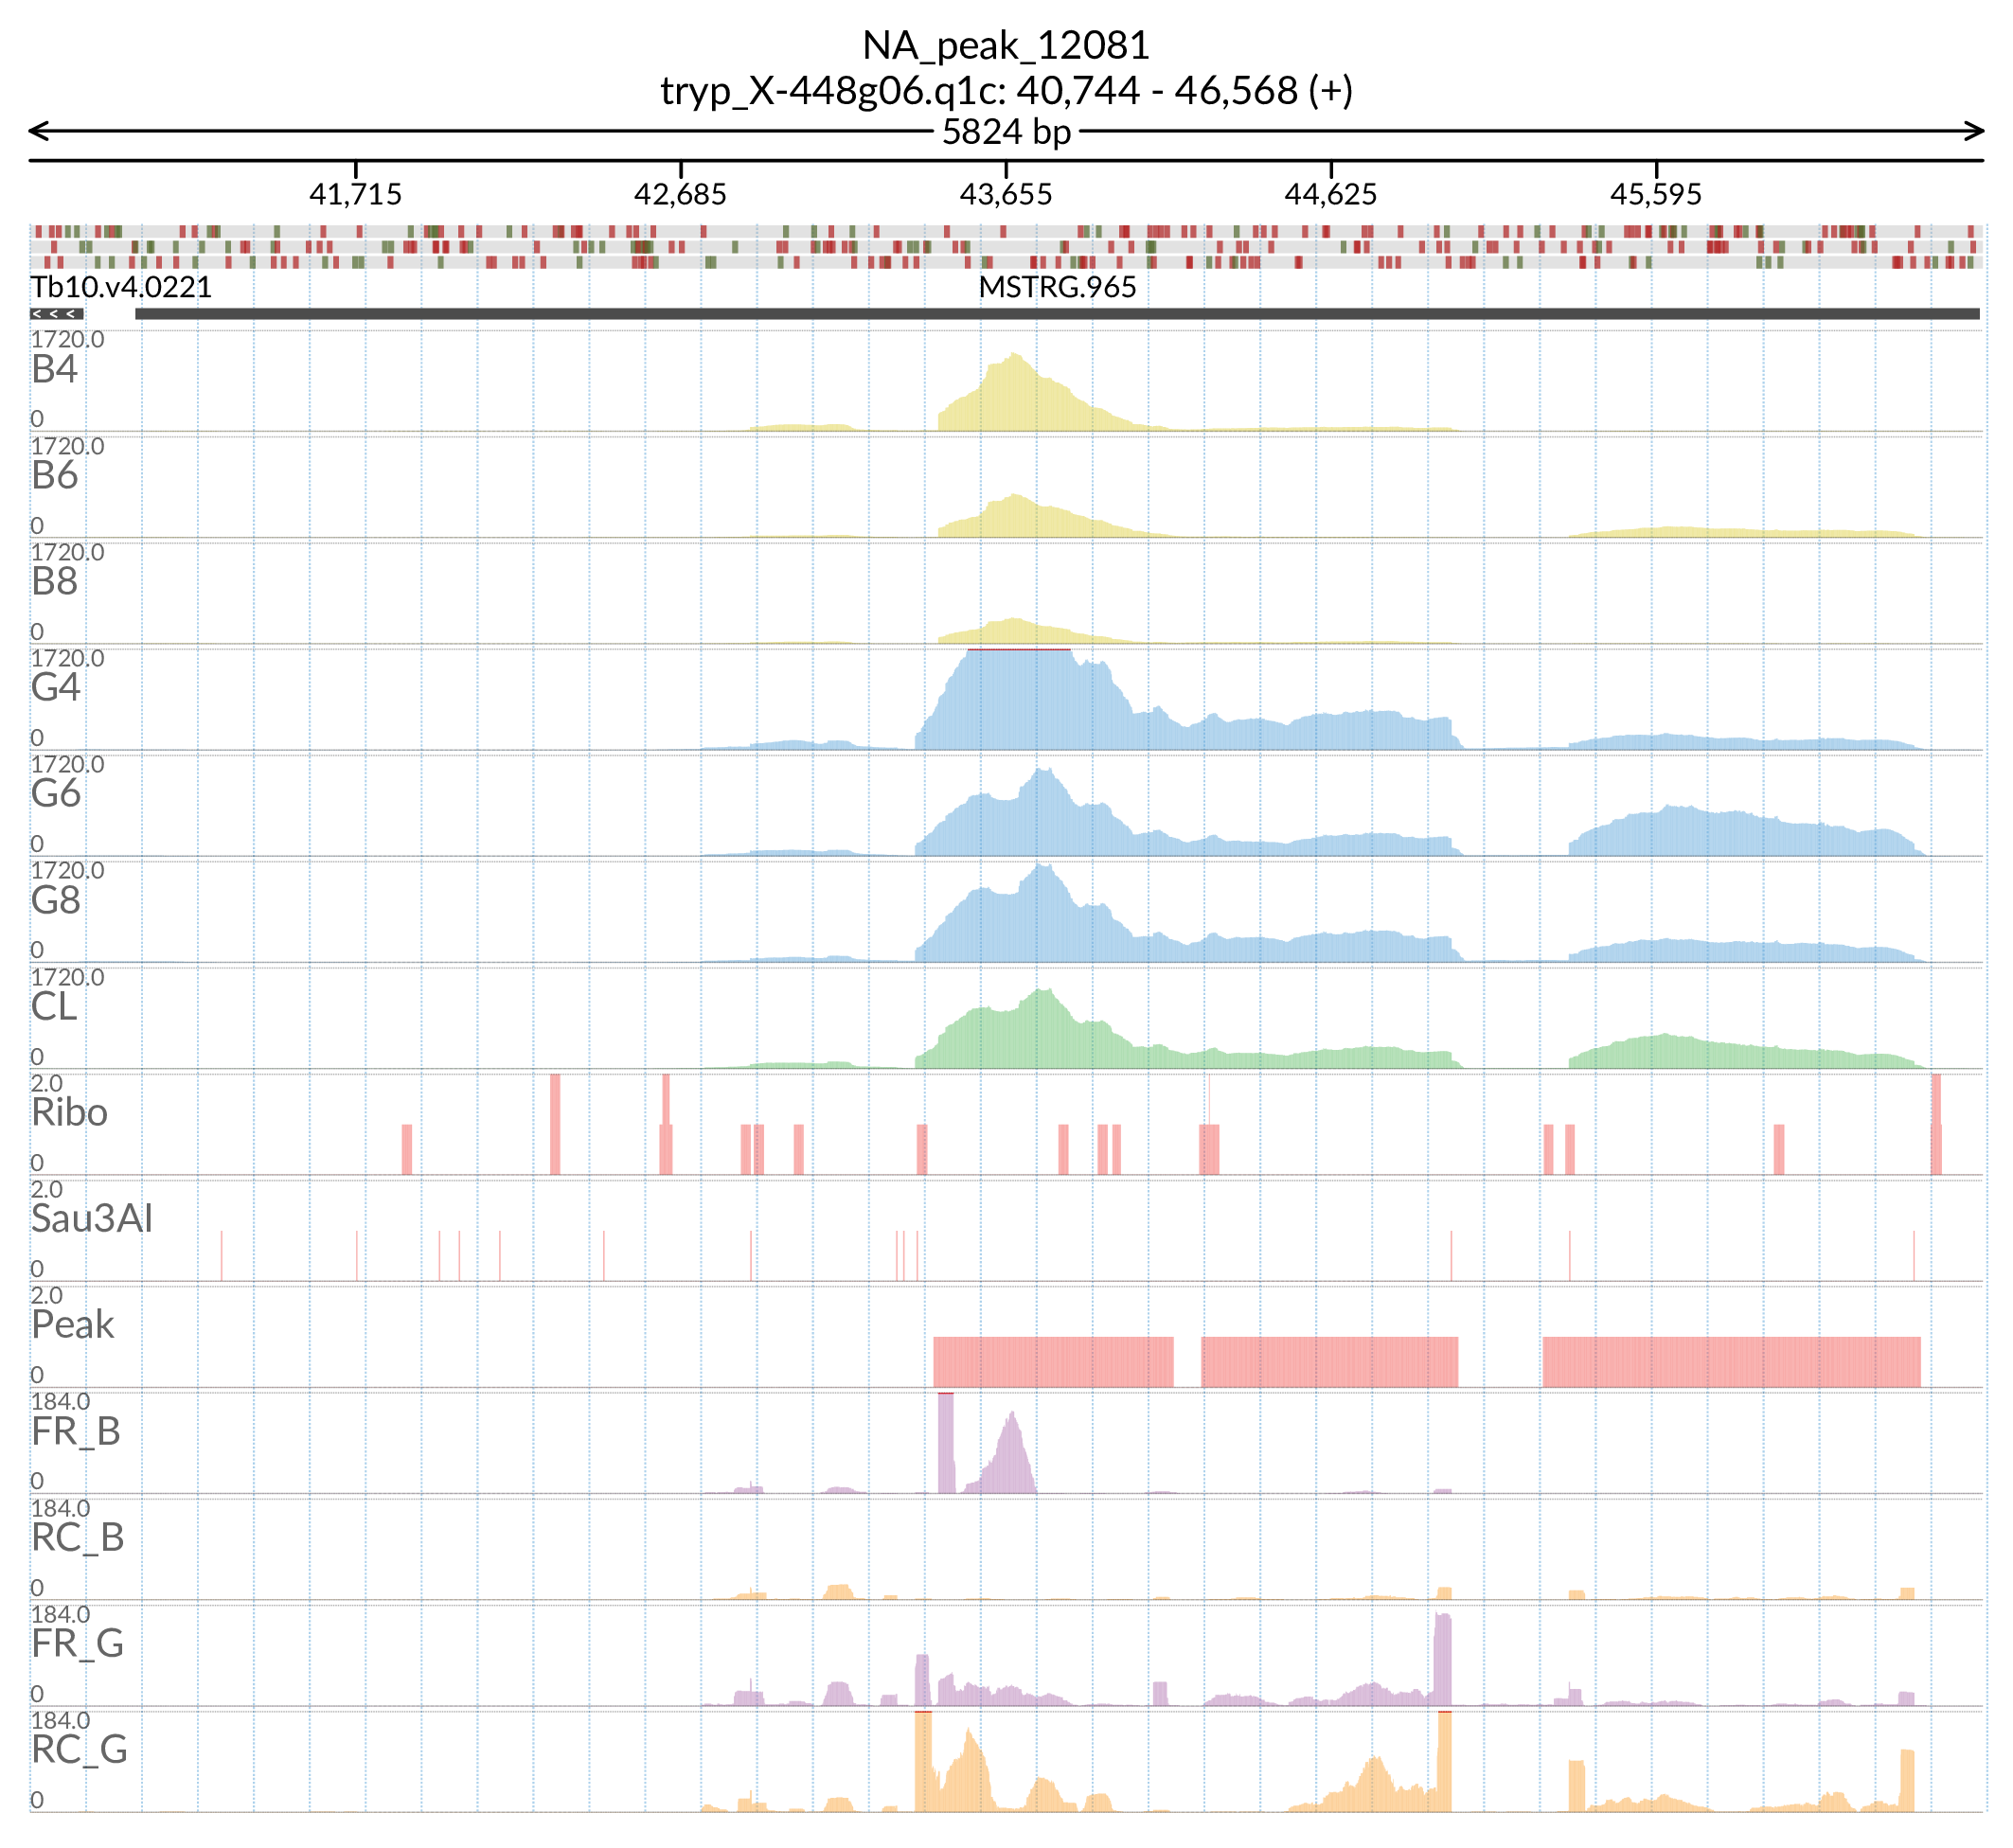 NA_peak_12081
tryp_X-448g06.q1c: 40,744 - 46,568 (+)
5824 bp
41,715 42,685 43,655 44,625 45,595
Tb10.v4.0221 MSTRG.965
1720.0
B4
0
1720.0
B6
0
1720.0
B8
0
1720.0
G4
0
1720.0
G6
0
1720.0
G8
0
1720.0
CL
0
2.0
Ribo
0
2.0
Sau3AI
0
2.0
Peak
0
184.0
FR_B
0
184.0
RC_B
0
184.0
FR_G
0
184.0
RC_G
0